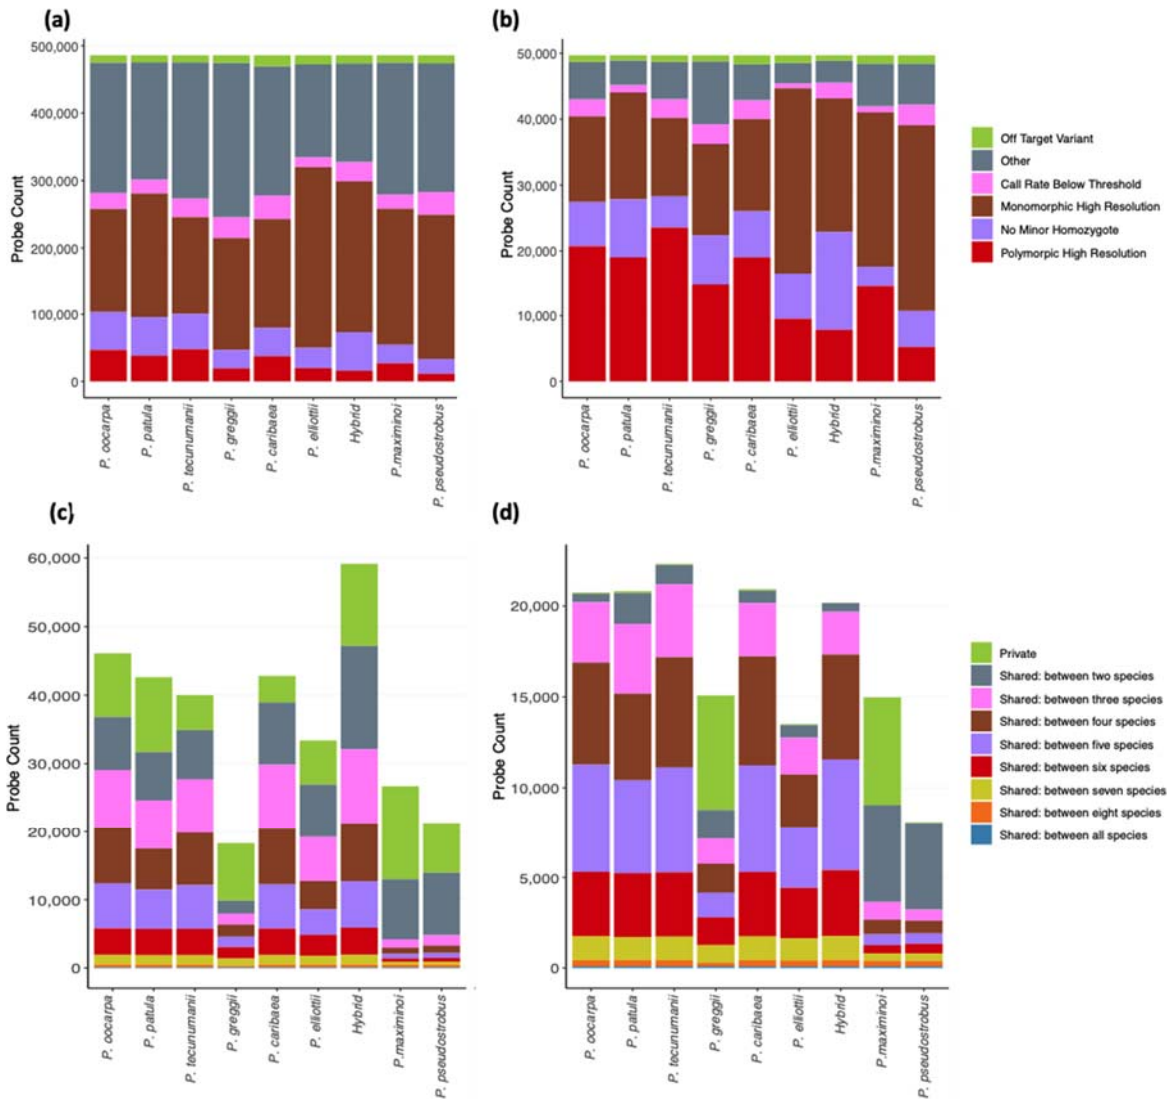 (a)
Probe Count
500,000
400,000
300,000
200,000
100,000
0
P. oocarpa
P. patula
P. tecunumanii
P. greggii
P. caribaea
P. elliottii
Hybrid
P.maximinoi
P. pseudostrobus
(b)
Probe Count
50,000
40,000
30,000
20,000
10,000
0
P. oocarpa
P. patula
P. tecunumanii
P. greggii
P. caribaea
P. elliottii
Hybrid
P.maximinoi
P. pseudostrobus
Off Target Variant
Other
Call Rate Below Threshold
Monomorphic High Resolution
No Minor Homozygote
Polymorpic High Resolution
(c)
Probe Count
60,000
50,000
40,000
30,000
20,000
10,000
0
P. oocarpa
P. patula
P. tecunumanii
P. greggii
P. caribaea
P. elliottii
Hybrid
P.maximinoi
P. pseudostrobus
(d)
Probe Count
20,000
15,000
10,000
5,000
0
P. oocarpa
P. patula
P. tecunumanii
P. greggii
P. caribaea
P. elliottii
Hybrid
P.maximinoi
P. pseudostrobus
Private
Shared: between two species
Shared: between three species
Shared: between four species
Shared: between five species
Shared: between six species
Shared: between seven species
Shared: between eight species
Shared: between all species